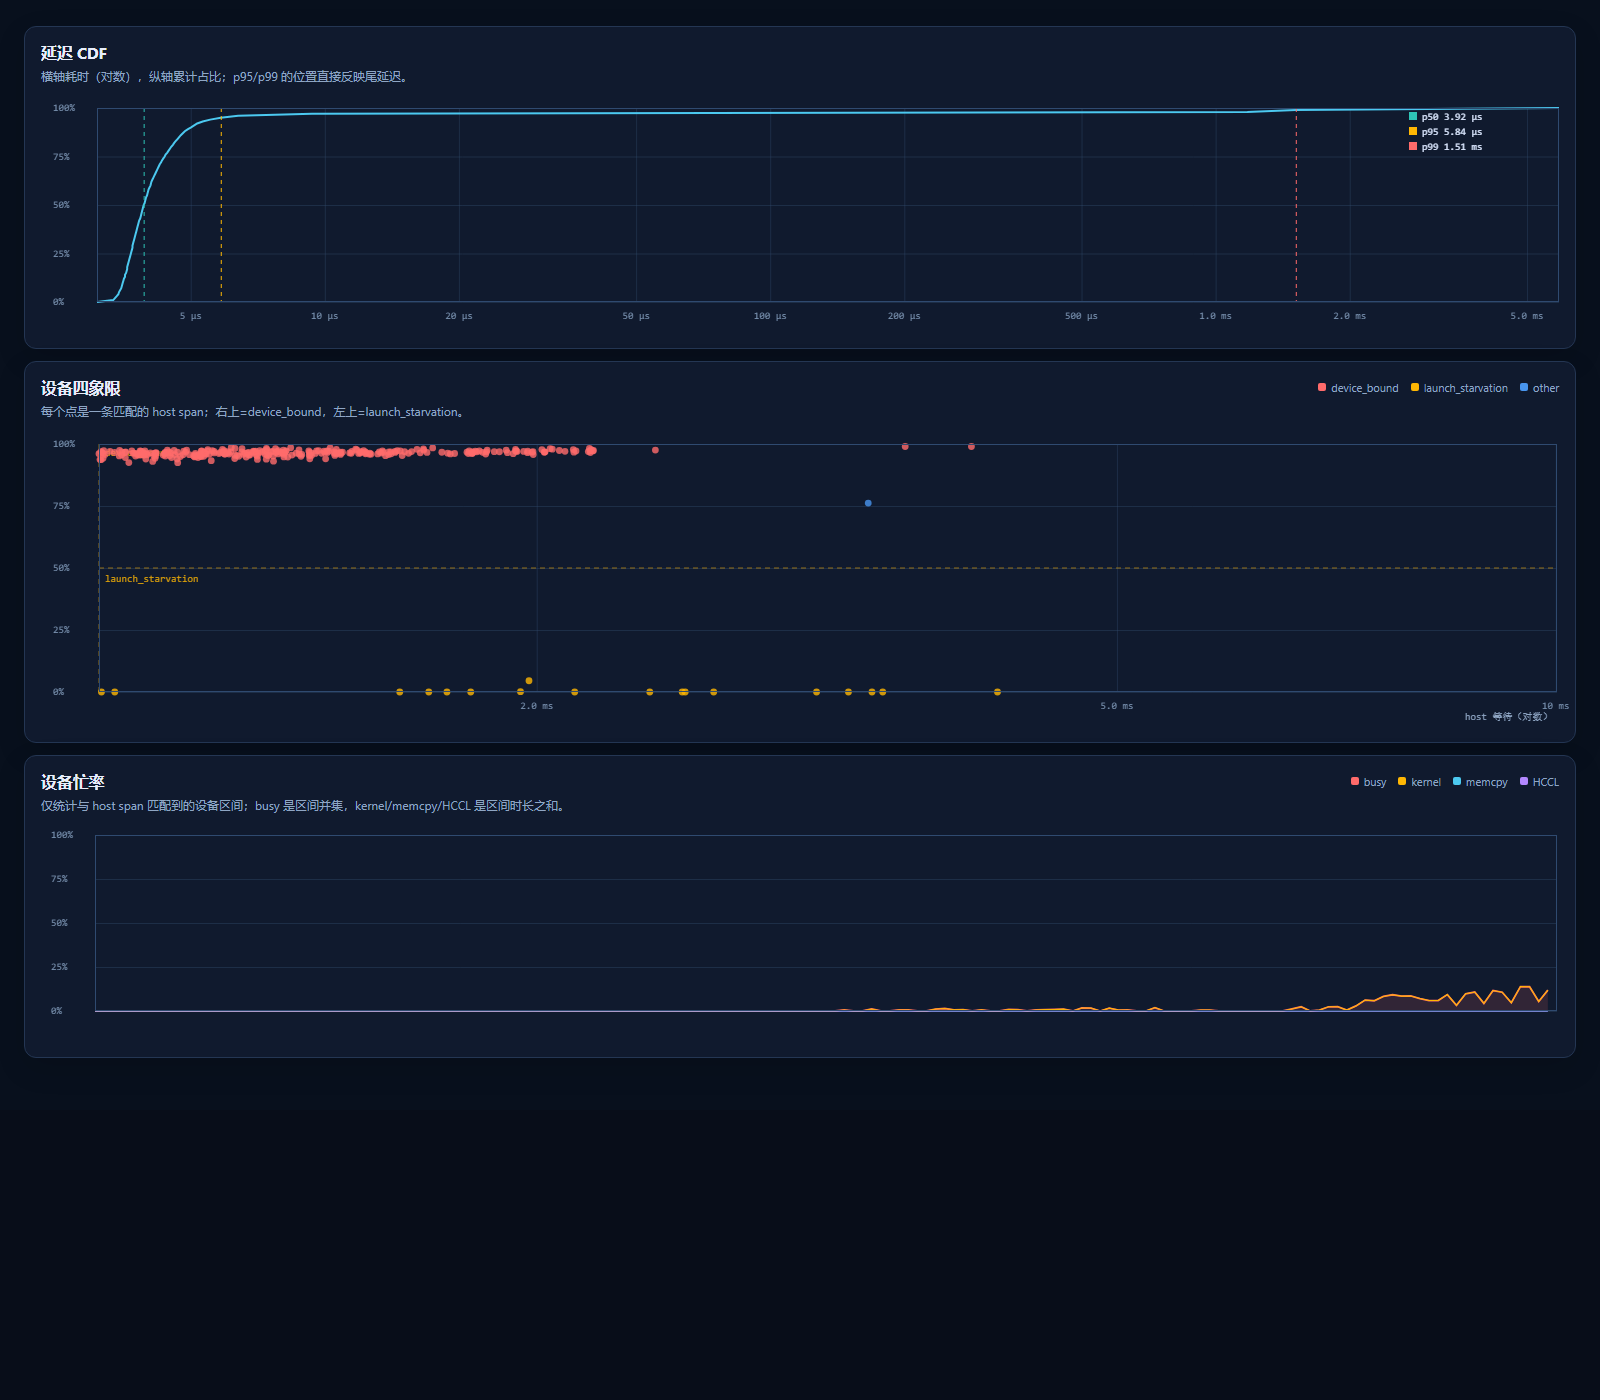 延迟 CDF
横轴耗时（对数），纵轴累计占比；p95/p99 的位置直接反映尾延迟。
100%
75%
50%
25%
0%
p50 3.92 µs
p95 5.84 µs
p99 1.51 ms
5 µs 10 µs 20 µs 50 µs 100 µs 200 µs 500 µs 1.0 ms 2.0 ms 5.0 ms
设备四象限
device_bound launch_starvation other
每个点是一条匹配的 host span；右上=device_bound，左上=launch_starvation。
100%
75%
50%
launch_starvation
25%
0%
2.0 ms 5.0 ms 10 ms
host 等待（对数）
设备忙率
busy kernel memcpy HCCL
仅统计与 host span 匹配到的设备区间；busy 是区间并集，kernel/memcpy/HCCL 是区间时长之和。
100%
75%
50%
25%
0%